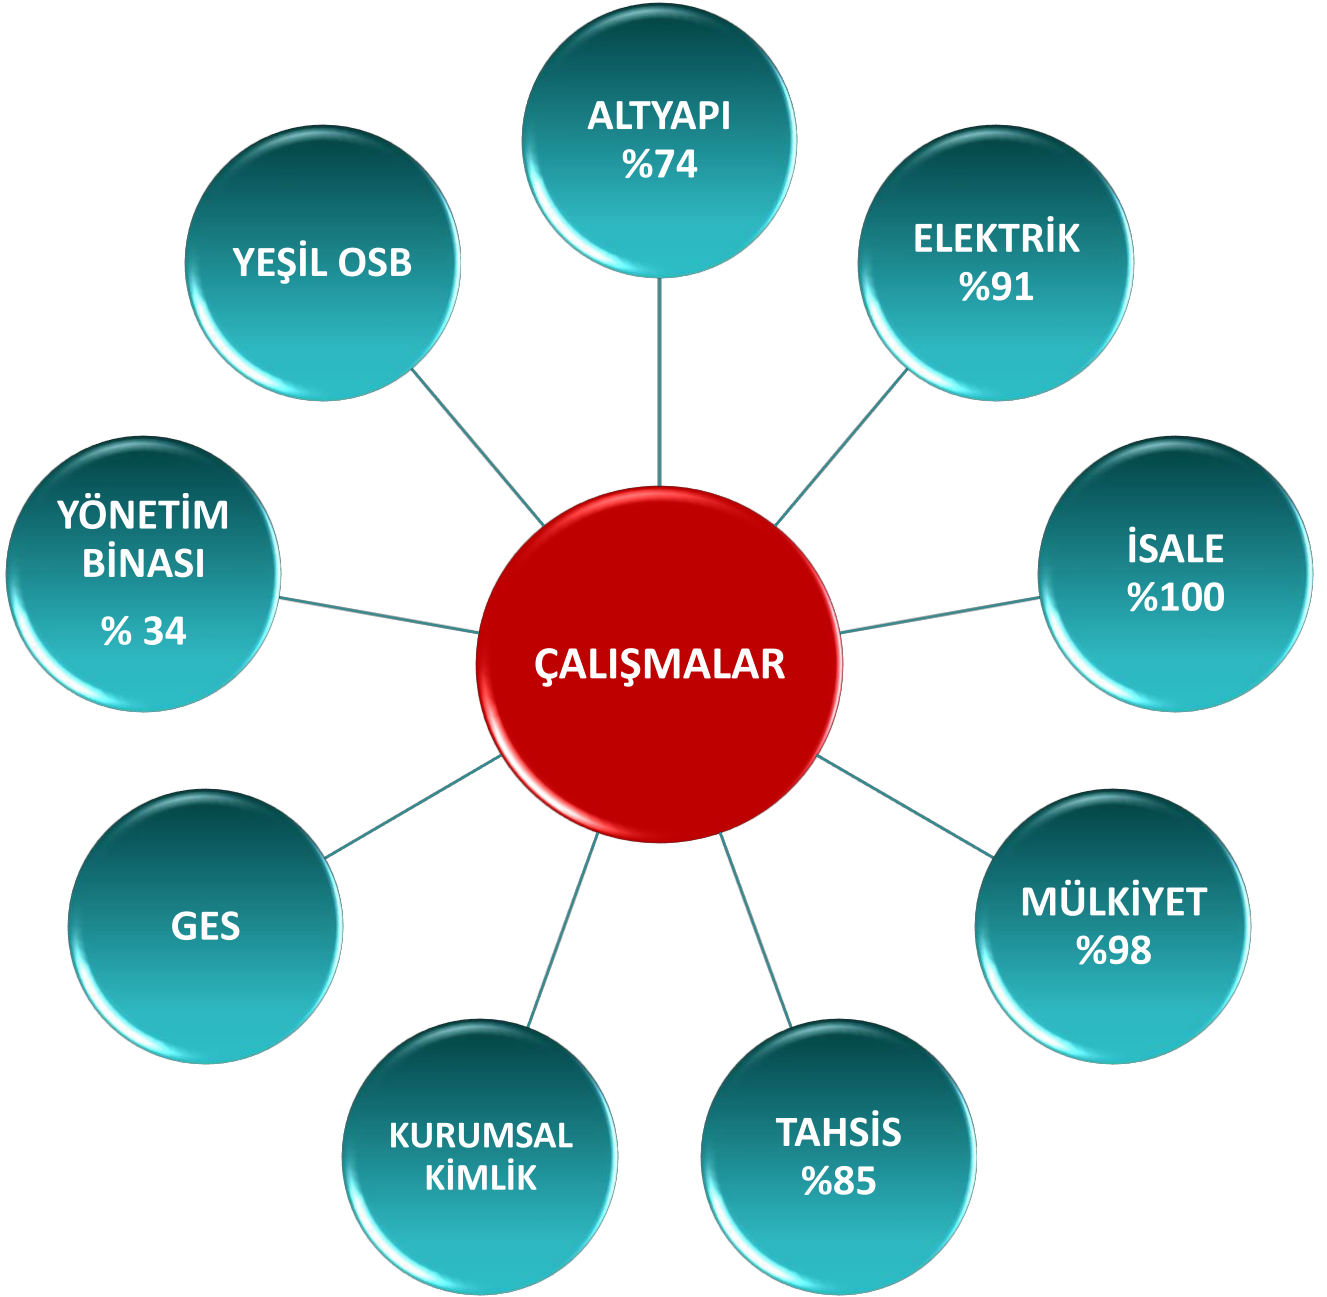 ALTYAPI
%74
ELEKTRİK
%91
İSALE
%100
MÜLKİYET
%98
TAHSİS
%85
KURUMSAL
KİMLİK
GES
YÖNETİM
BİNASI
% 34
YEŞİL OSB
ÇALIŞMALAR